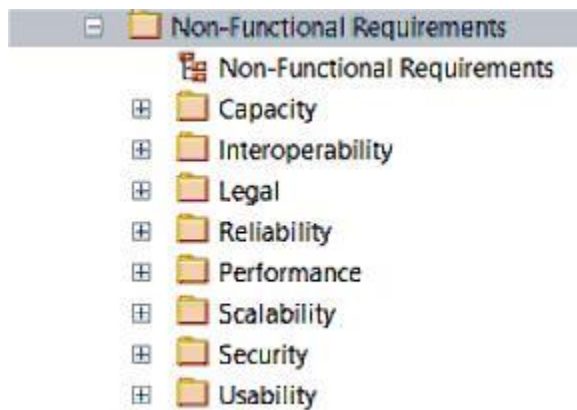 Non-Functional Requirements
Non-Functional Requirements
Capacity
Interoperability
Legal
Reliability
Performance
Scalability
Security
Usability